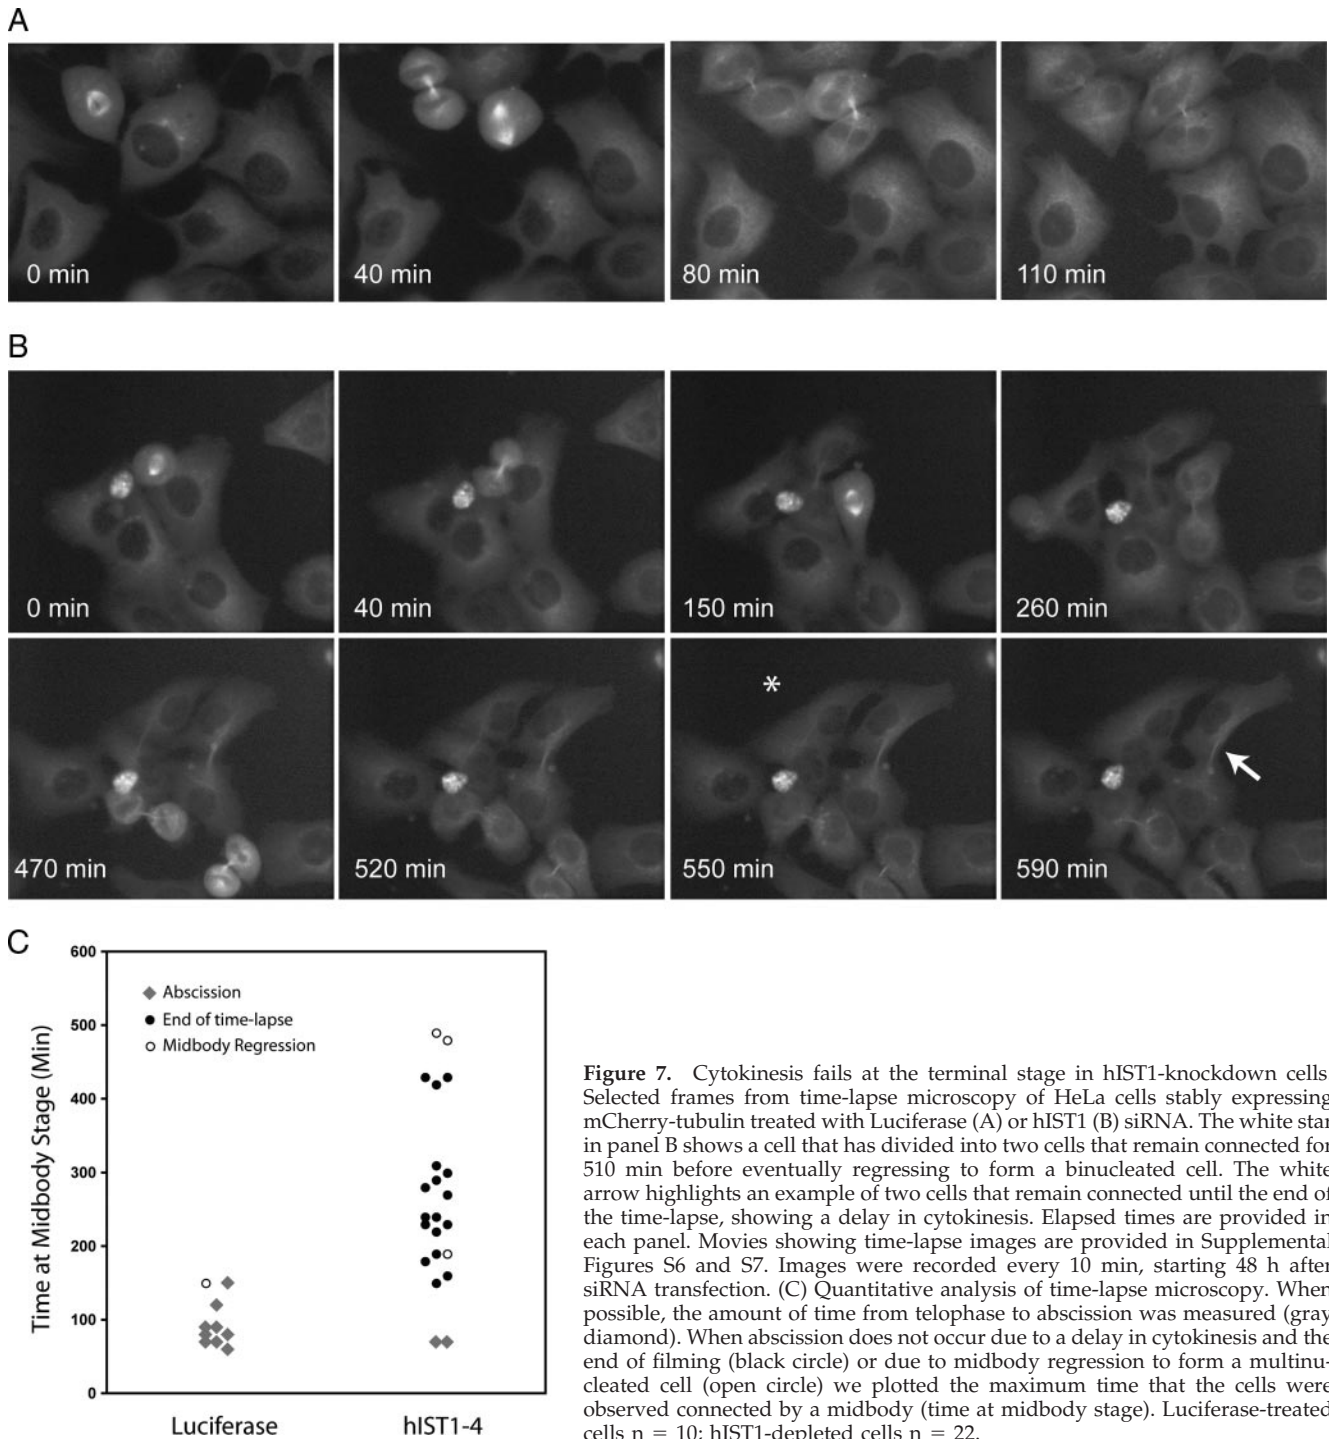 A
0 min
40 min
80 min
110 min
B
0 min
40 min
150 min
260 min
470 min
520 min
*
550 min
590 min
C
600
500
400
300
200
100
0
Time at Midbody Stage (Min)
Abscission
End of time-lapse
Midbody Regression
Luciferase
hIST1-4
Figure 7. Cytokinesis fails at the terminal stage in hIST1-knockdown cells
Selected frames from time-lapse microscopy of HeLa cells stably expressing
mCherry-tubulin treated with Luciferase (A) or hIST1 (B) siRNA. The white star
in panel B shows a cell that has divided into two cells that remain connected for
510 min before eventually regressing to form a binucleated cell. The white
arrow highlights an example of two cells that remain connected until the end of
the time-lapse, showing a delay in cytokinesis. Elapsed times are provided in
each panel. Movies showing time-lapse images are provided in Supplemental
Figures S6 and S7. Images were recorded every 10 min, starting 48 h after
siRNA transfection. (C) Quantitative analysis of time-lapse microscopy. When
possible, the amount of time from telophase to abscission was measured (gray
diamond). When abscission does not occur due to a delay in cytokinesis and the
end of filming (black circle) or due to midbody regression to form a multinu-
cleated cell (open circle) we plotted the maximum time that the cells were
observed connected by a midbody (time at midbody stage). Luciferase-treated
cells n = 10; hIST1-depleted cells n = 22.